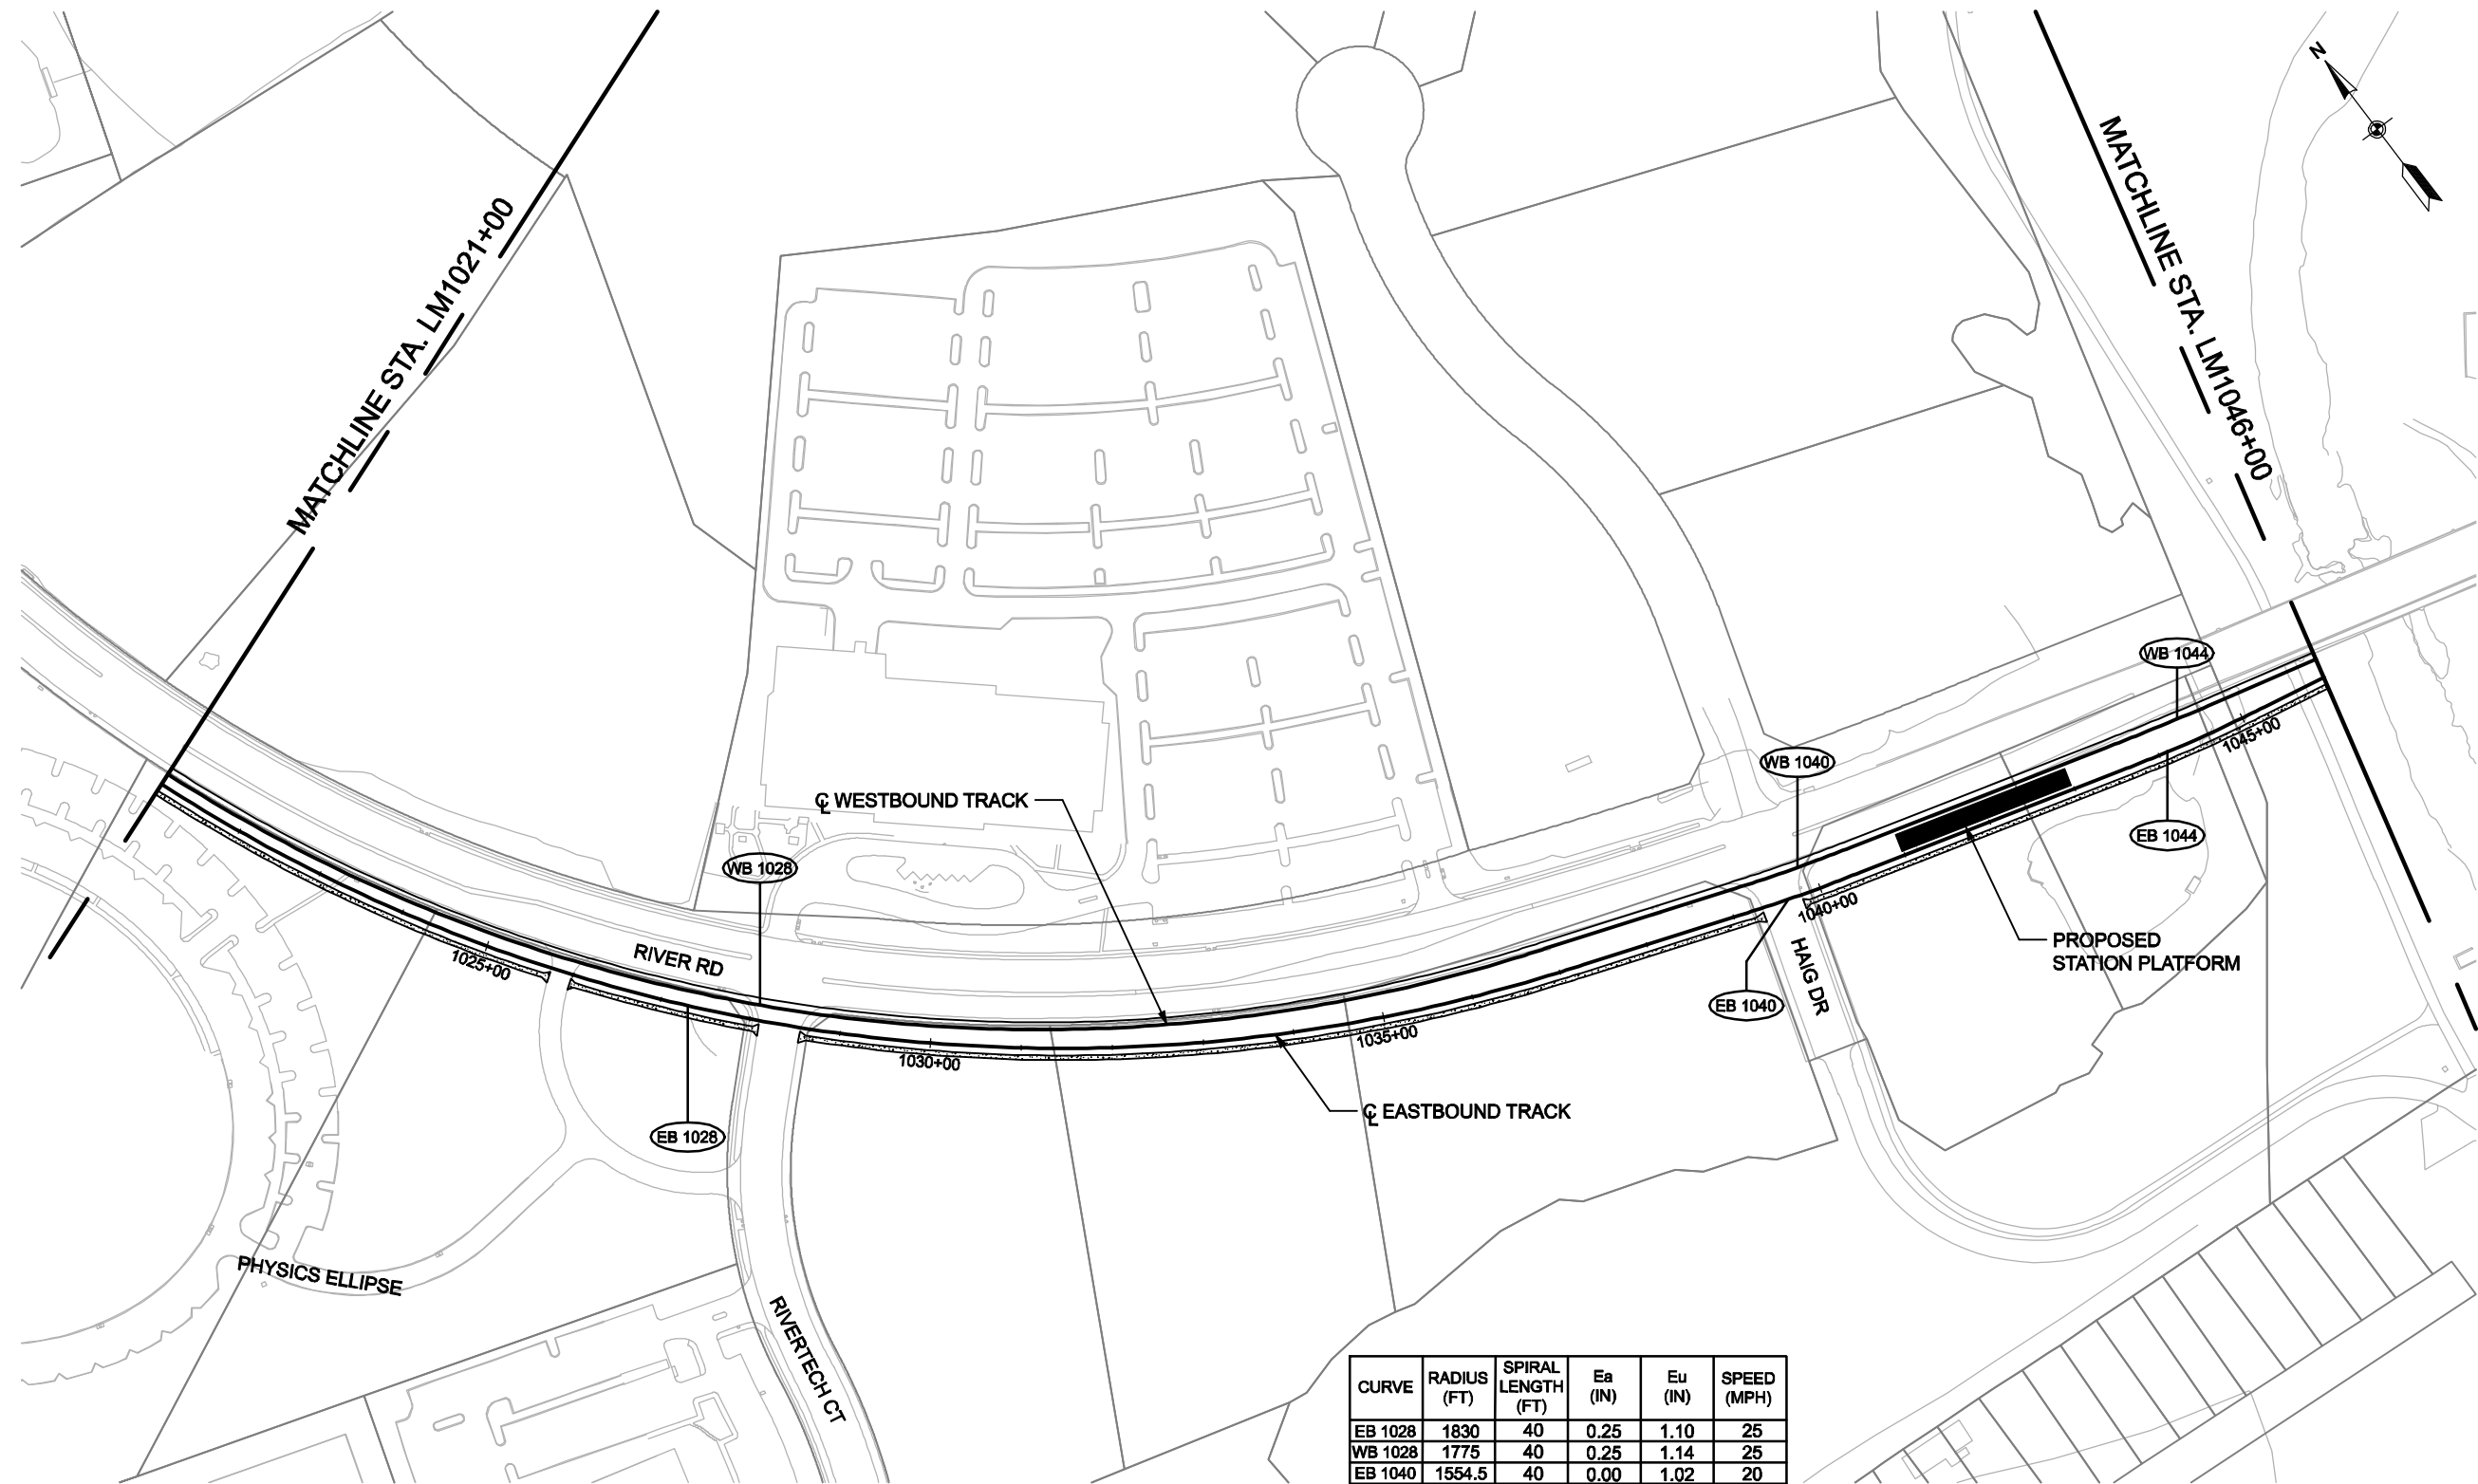 N
MATCHLINE STA. LM1021+00
MATCHLINE STA. LM1046+00
WB 1044
WB 1040
1045+00
℄ WESTBOUND TRACK
EB 1044
WB 1028
1040+00
PROPOSED
STATION PLATFORM
RIVER RD
1025+00
HAIG DR
EB 1040
1030+00
1035+00
℄ EASTBOUND TRACK
EB 1028
PHYSICS ELLIPSE
RIVERTECH CT
CURVE RADIUS (FT) SPIRAL LENGTH (FT) Ea (IN) Eu (IN) SPEED (MPH)
EB 1028 1830 40 0.25 1.10 25
WB 1028 1775 40 0.25 1.14 25
EB 1040 1554.5 40 0.00 1.02 20